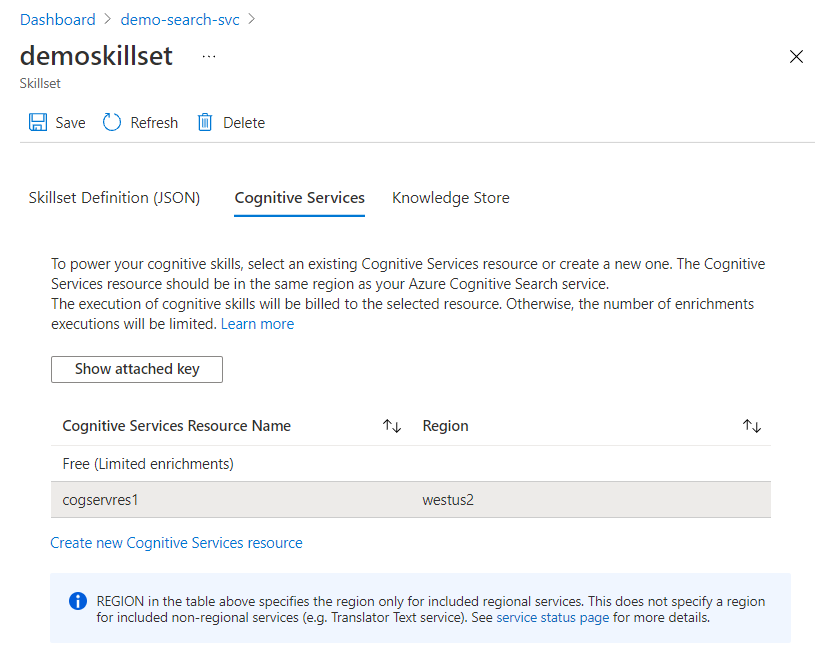 Dashboard > demo-search-svc >
demoskillset ...
Skillset
Save Refresh Delete
Skillset Definition (JSON) Cognitive Services Knowledge Store
To power your cognitive skills, select an existing Cognitive Services resource or create a new one. The Cognitive
Services resource should be in the same region as your Azure Cognitive Search service.
The execution of cognitive skills will be billed to the selected resource. Otherwise, the number of enrichments
executions will be limited. Learn more
Show attached key
Cognitive Services Resource Name Region
Free (Limited enrichments)
cogservres1 westus2
Create new Cognitive Services resource
REGION in the table above specifies the region only for included regional services. This does not specify a region
for included non-regional services (e.g. Translator Text service). See service status page for more details.